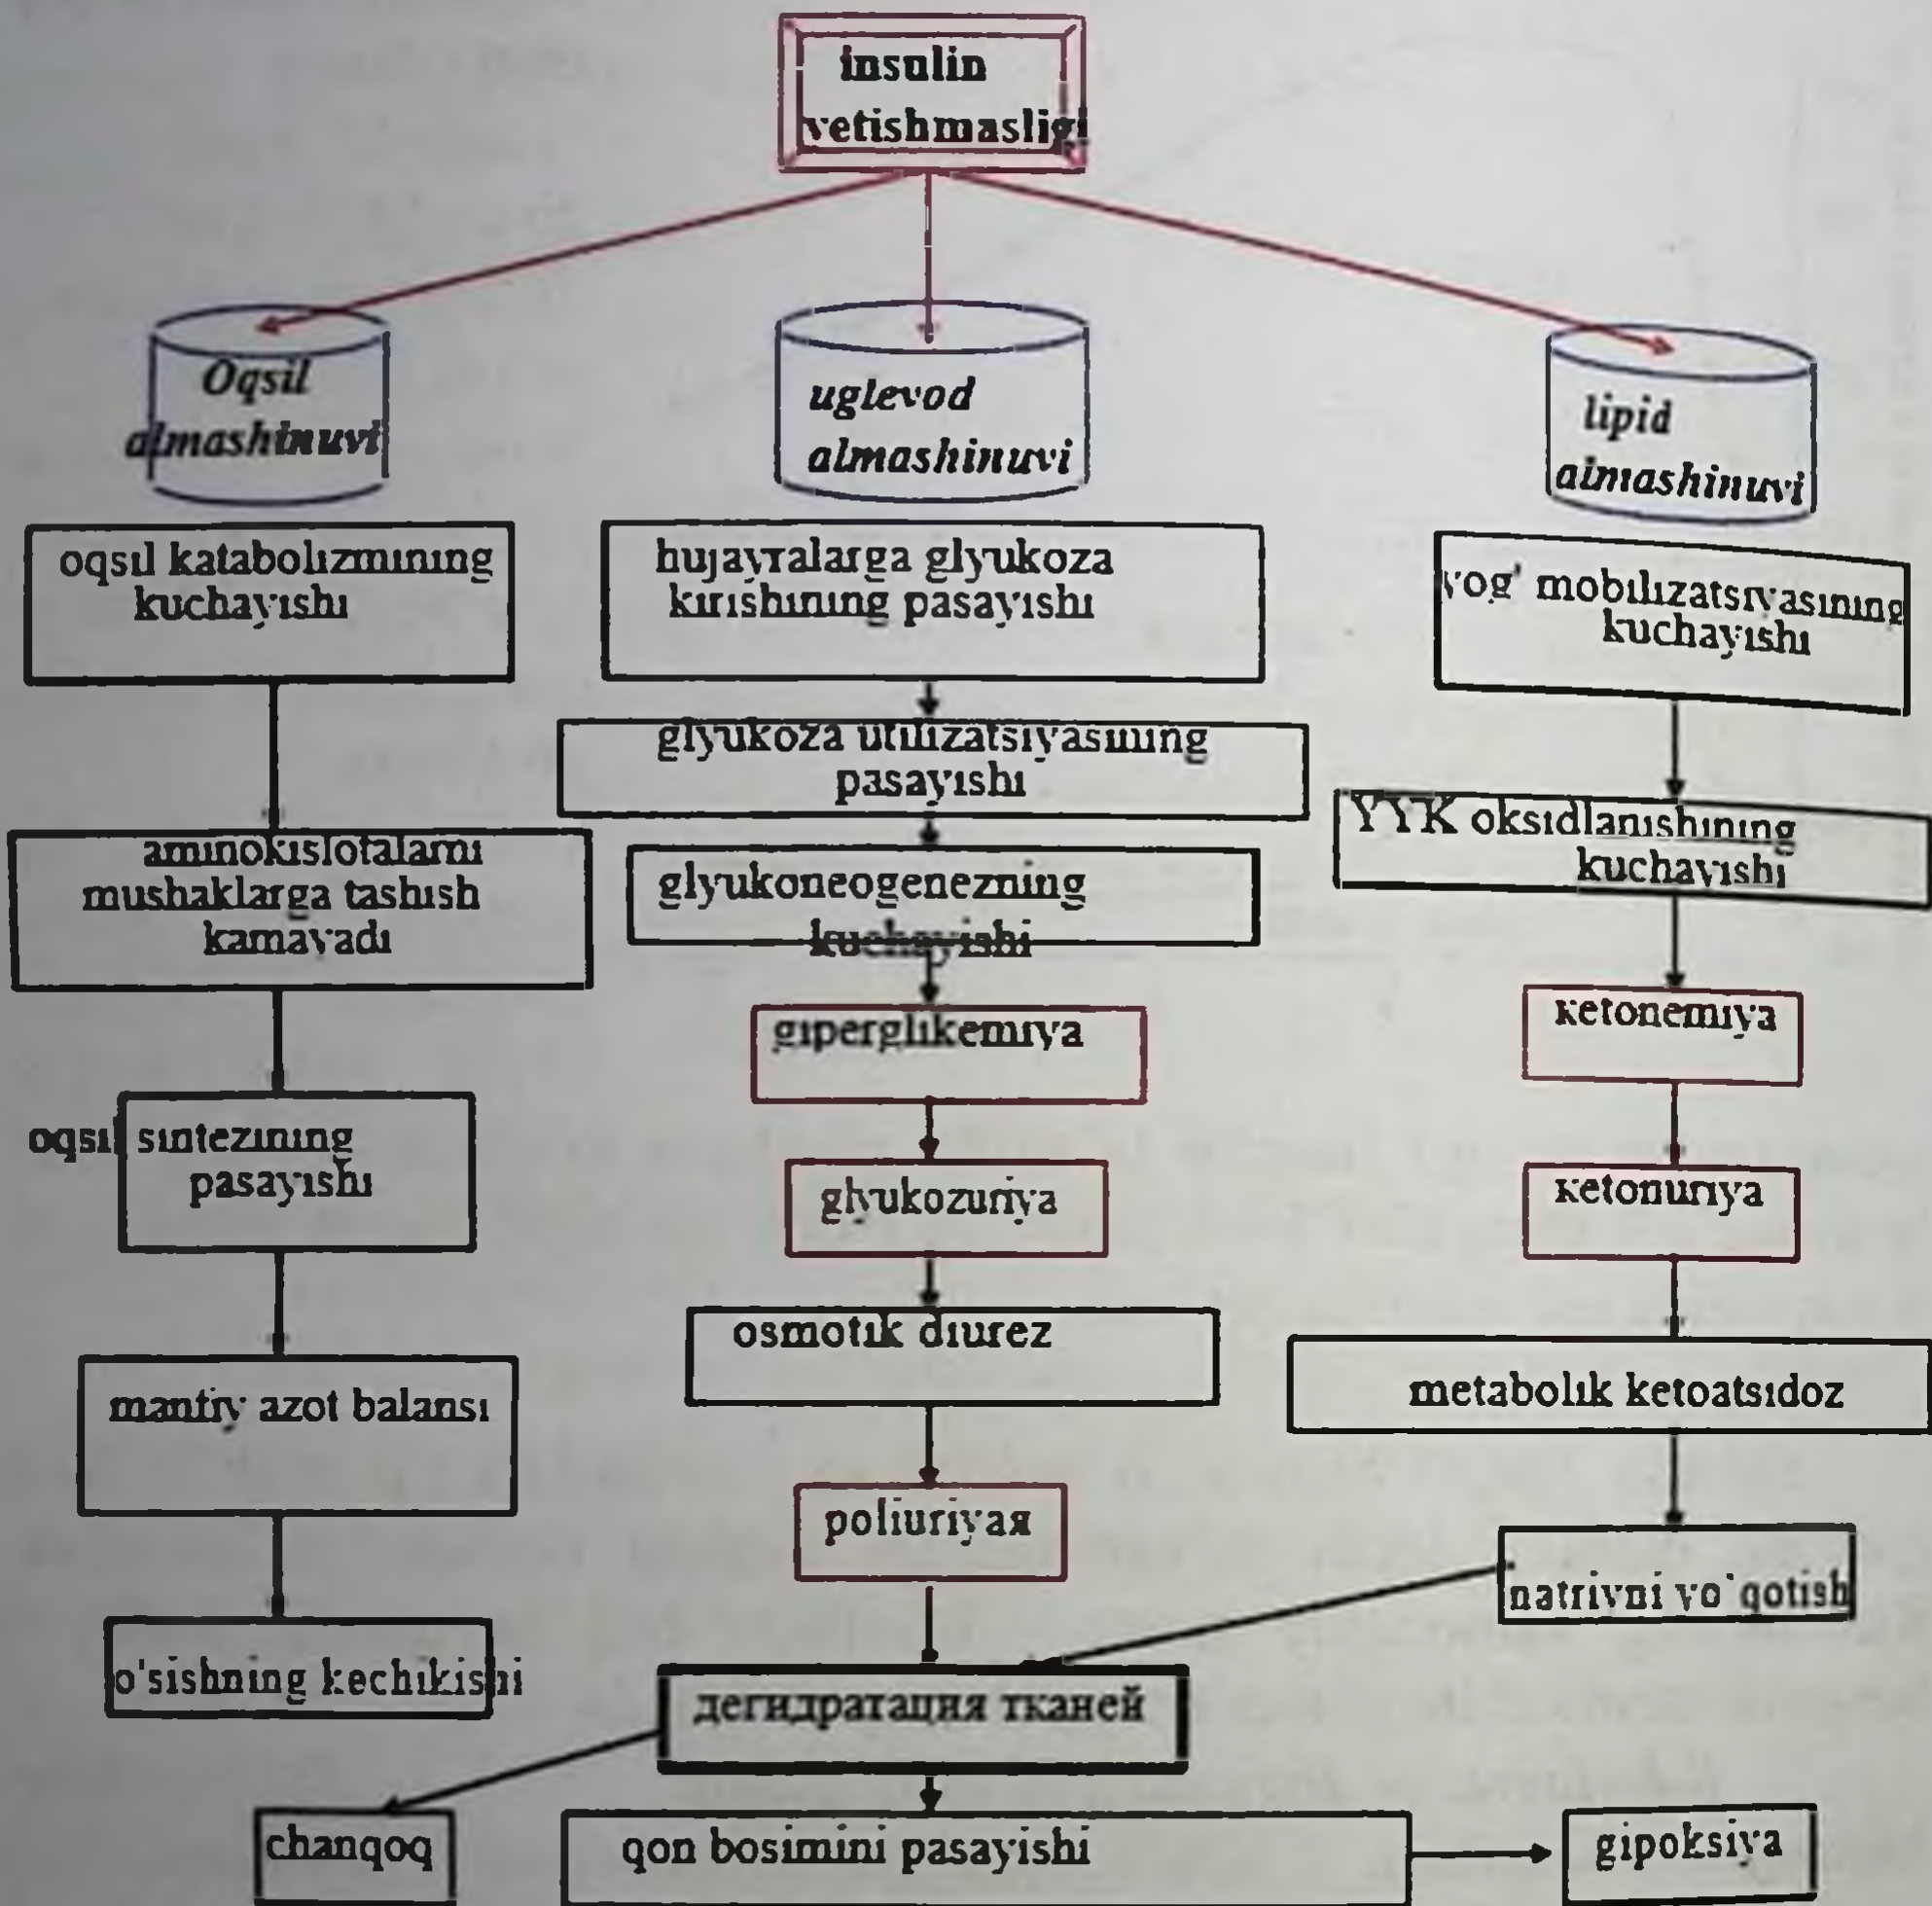 insulin
yetishmasligi
Oqsil
almashinuvi
uglevod
almashinuvi
lipid
almashinuvi
oqsil katabolizmining
kuchayishi
aminokislotalarni
mushaklarga tashish
kamayadi
oqsil sintezining
pasayishi
manfiy azot balansi
o'sishning kechikishi
hujayralarga glyukoza
kirishining pasayishi
glyukoza utilizatsiyasining
pasayishi
glyukoneogenezning
kuchayishi
giperglikemiya
glyukozuriya
osmotik diurez
poliuriyaя
yog' mobilizatsiyasining
kuchayishi
YYK oksidlanishining
kuchayishi
ketonemiya
ketonuriya
metabolik ketoatsidoz
natriyni yo`qotish
дегидратация тканей
chanqoq
qon bosimini pasayishi
gipoksiya